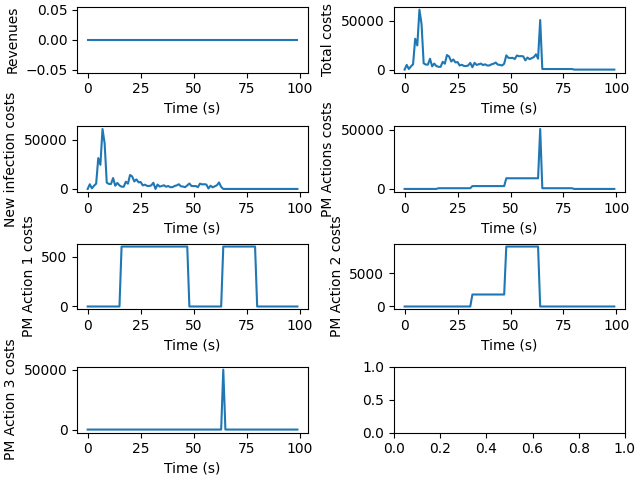 Revenues
0.05
0.00
−0.05
0 25 50 75 100
Time (s)
Total costs
50000
0
0 25 50 75 100
Time (s)
New infection costs
50000
0
0 25 50 75 100
Time (s)
PM Actions costs
50000
0
0 25 50 75 100
Time (s)
PM Action 1 costs
500
0
0 25 50 75 100
Time (s)
PM Action 2 costs
5000
0
0 25 50 75 100
Time (s)
PM Action 3 costs
50000
0
0 25 50 75 100
Time (s)
1.0
0.5
0.0
0.0 0.2 0.4 0.6 0.8 1.0